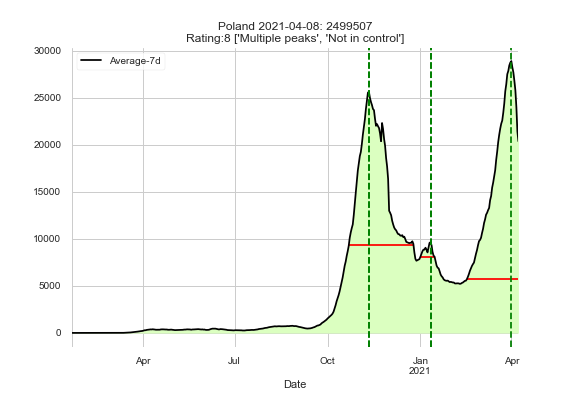 Poland 2021-04-08: 2499507
Rating:8 ['Multiple peaks', 'Not in control']
30000
Average-7d
25000
20000
15000
10000
5000
0
Apr
Jul
Oct
Jan
2021
Apr
Date